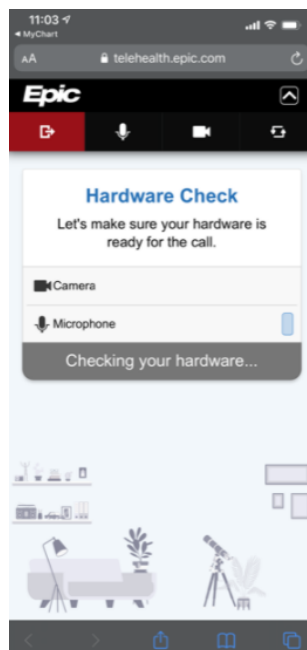 11:03
◀ MyChart
AA telehealth.epic.com
Epic
Hardware Check
Let's make sure your hardware is
ready for the call.
Camera
Microphone
Checking your hardware...